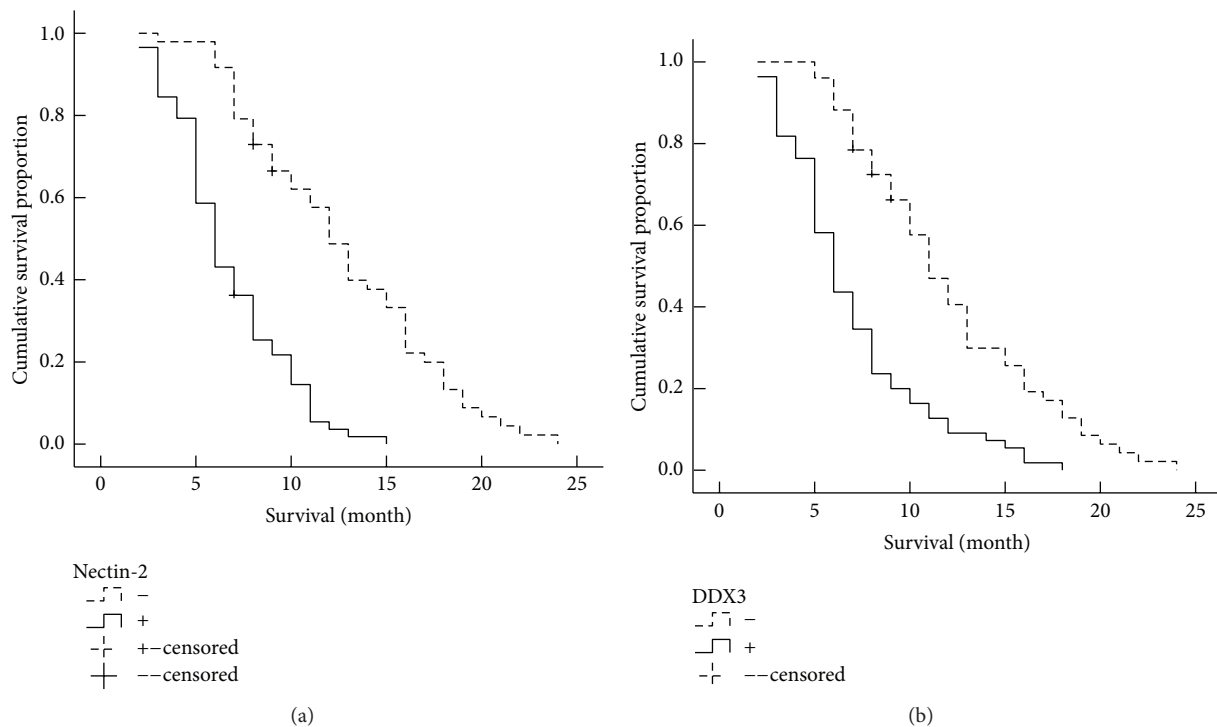 Cumulative survival proportion
1.0
0.8
0.6
0.4
0.2
0.0
0 5 10 15 20 25
Survival (month)
Nectin-2
−
+
+−censored
−−censored
(a)
Cumulative survival proportion
1.0
0.8
0.6
0.4
0.2
0.0
0 5 10 15 20 25
Survival (month)
DDX3
−
+
−−censored
(b)